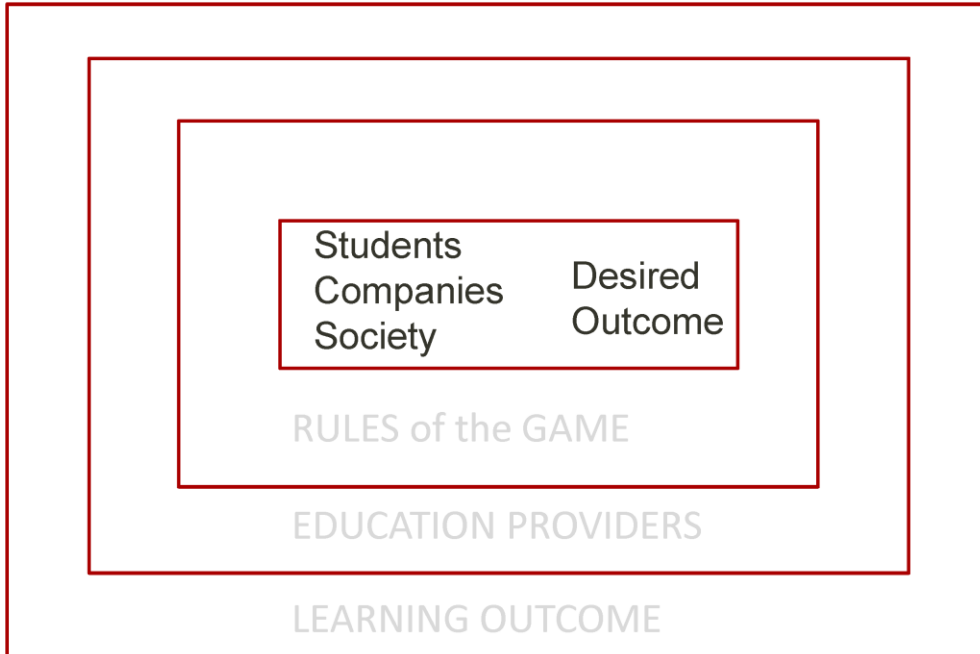 Students
Companies
Society
Desired
Outcome
RULES of the GAME
EDUCATION PROVIDERS
LEARNING OUTCOME